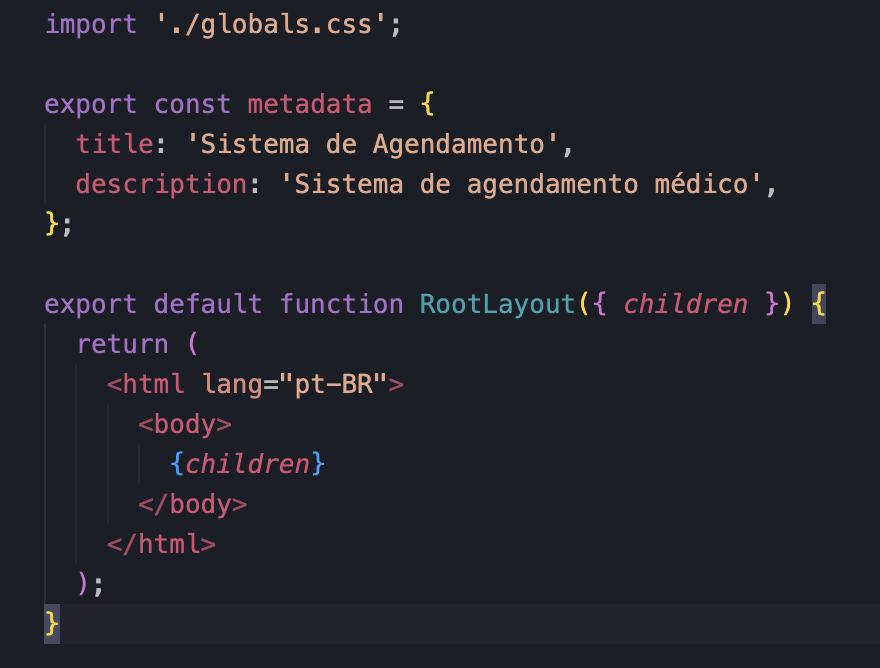 import './globals.css';
export const metadata = {
title: 'Sistema de Agendamento',
description: 'Sistema de agendamento médico',
};
export default function RootLayout({ children }) {
return (
<html lang="pt-BR">
<body>
{children}
</body>
</html>
);
}